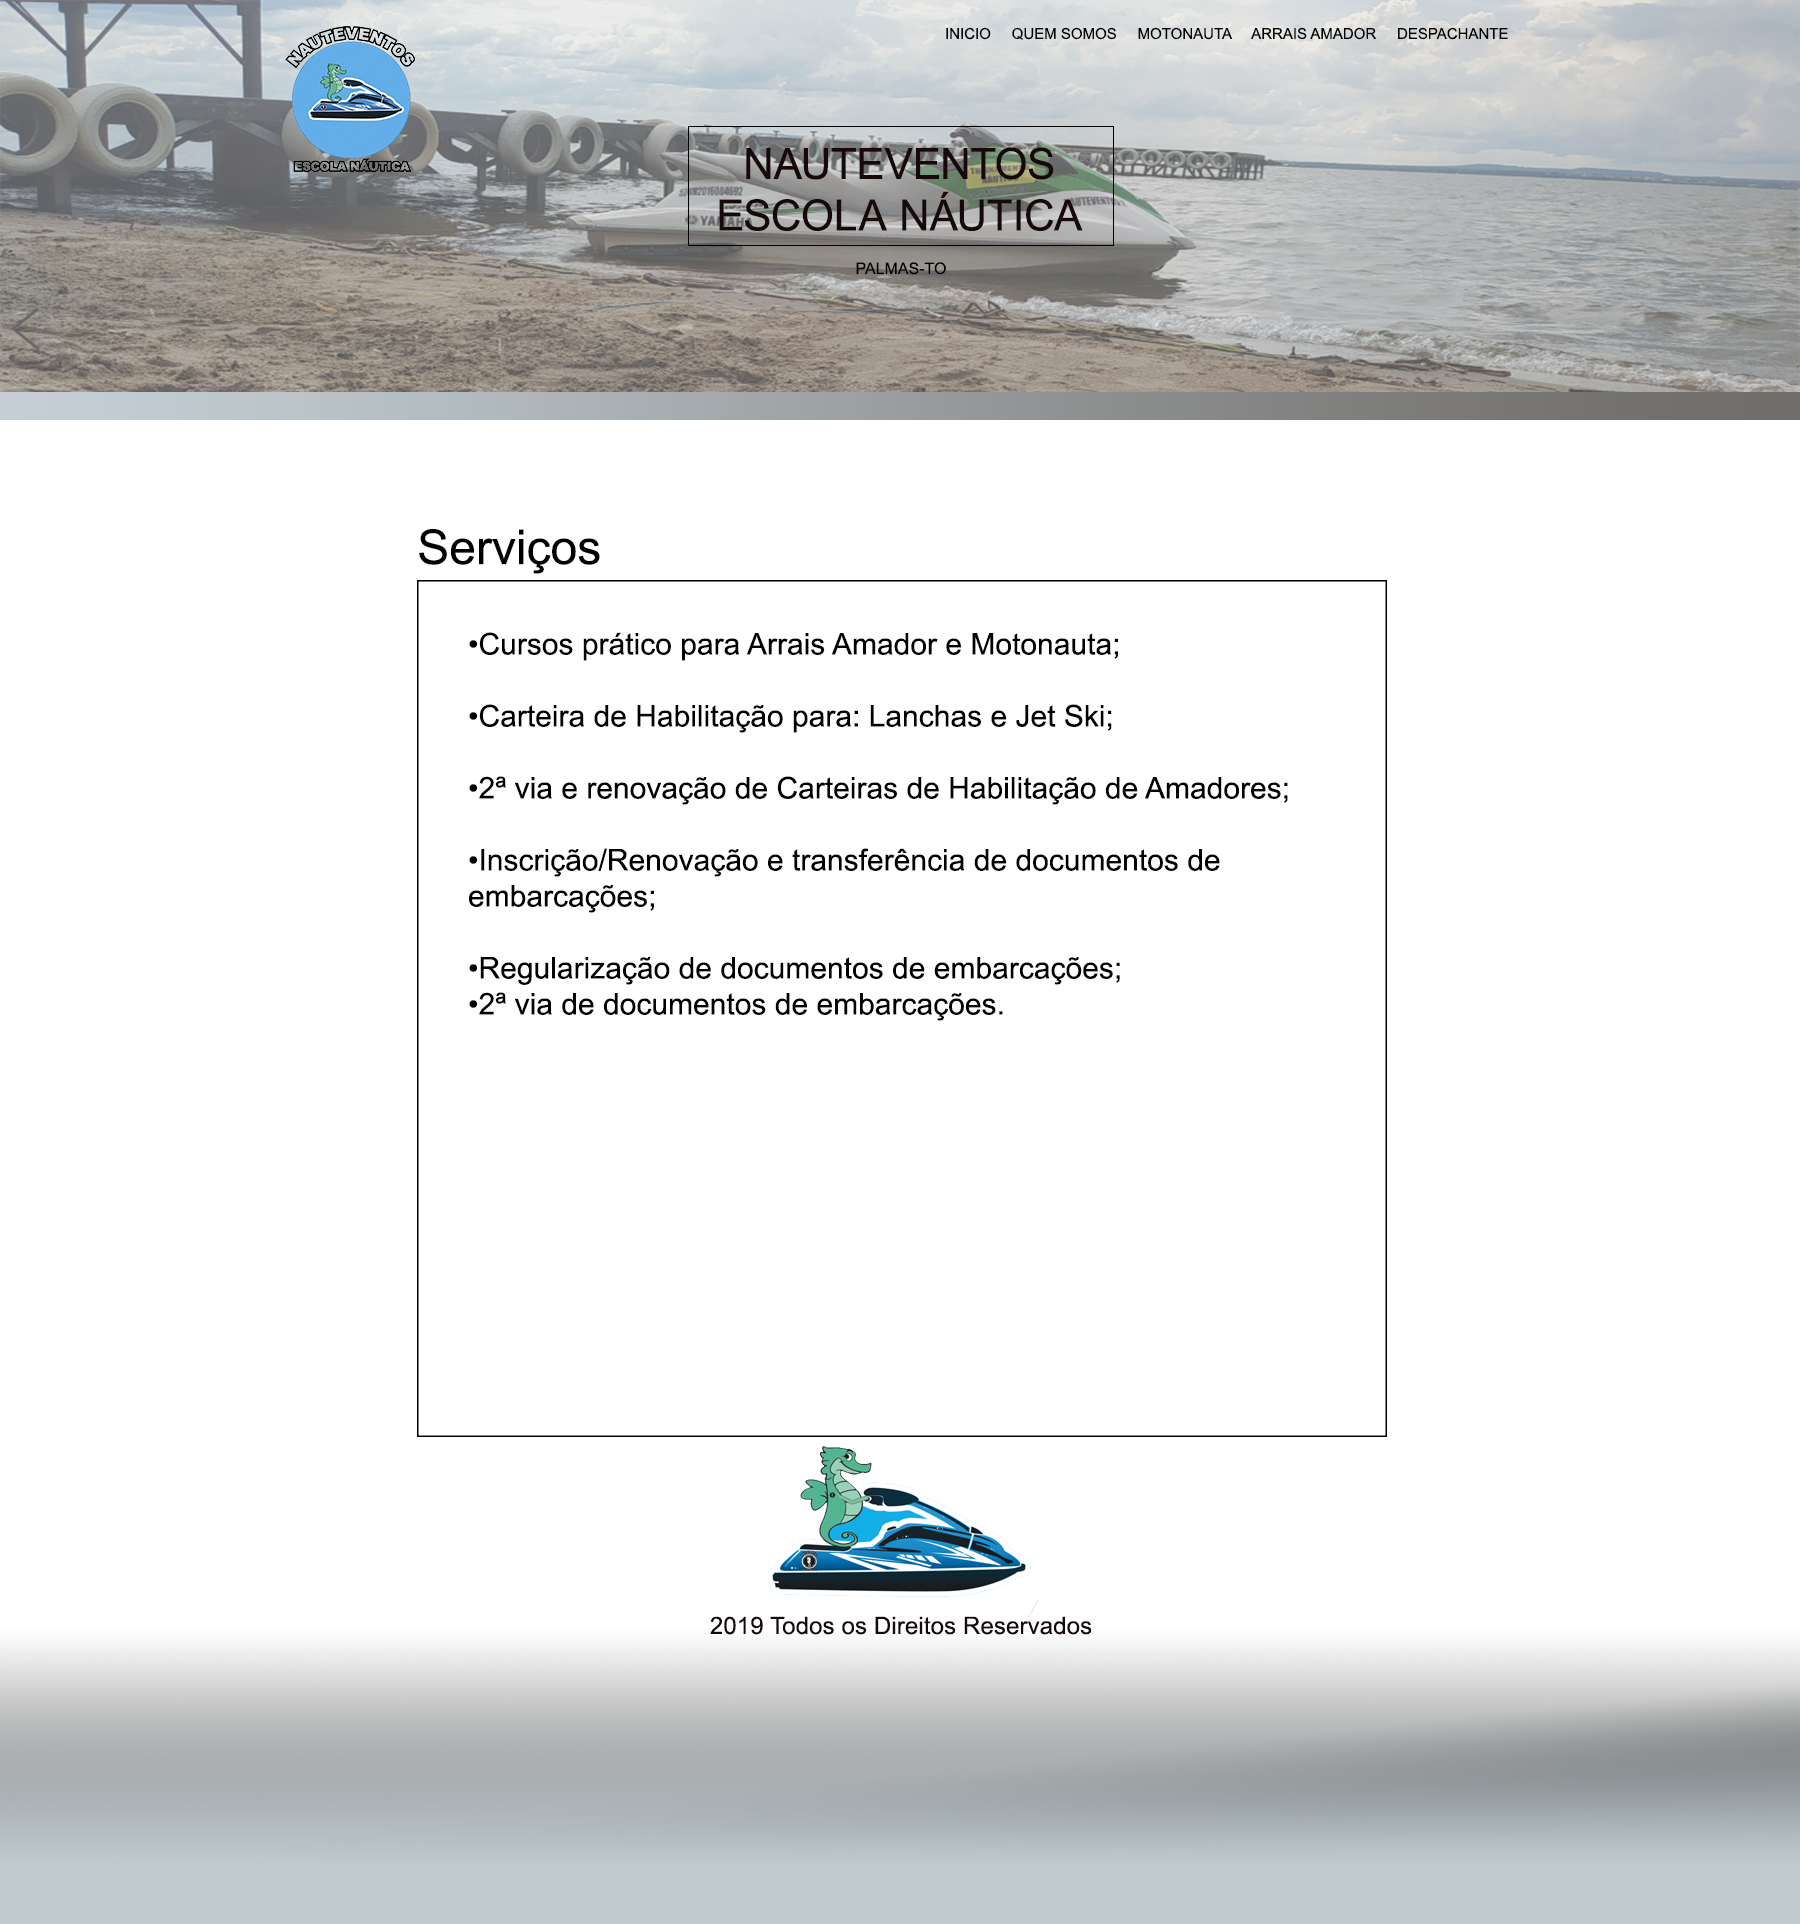 NAUTEVENTOS
ESCOLA NÁUTICA
INICIO QUEM SOMOS MOTONAUTA ARRAIS AMADOR DESPACHANTE
NAUTEVENTOS
ESCOLA NÁUTICA
YAMAHA
NAUTEVENTOS
PALMAS-TO
Serviços
•Cursos prático para Arrais Amador e Motonauta;
•Carteira de Habilitação para: Lanchas e Jet Ski;
•2ª via e renovação de Carteiras de Habilitação de Amadores;
•Inscrição/Renovação e transferência de documentos de
embarcações;
•Regularização de documentos de embarcações;
•2ª via de documentos de embarcações.
2019 Todos os Direitos Reservados